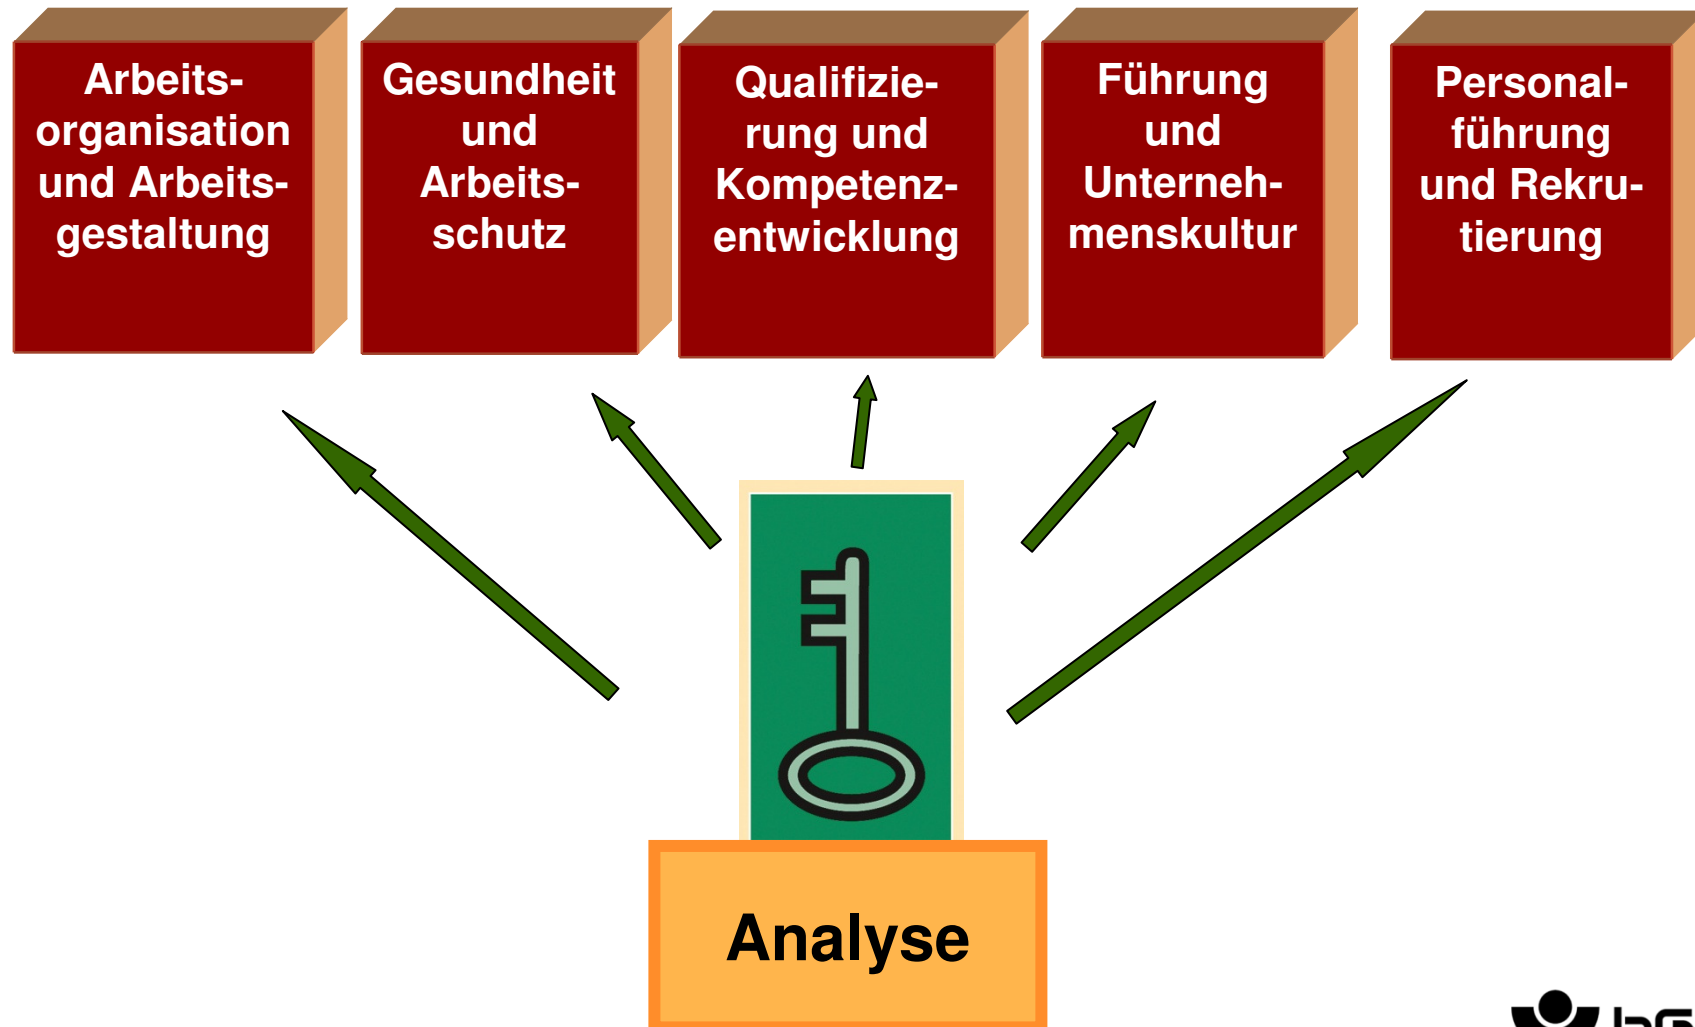 Arbeits-
organisation
und Arbeits-
gestaltung
Gesundheit
und
Arbeits-
schutz
Qualifizie-
rung und
Kompetenz-
entwicklung
Führung
und
Unterneh-
menskultur
Personal-
führung
und Rekru-
tierung
Analyse